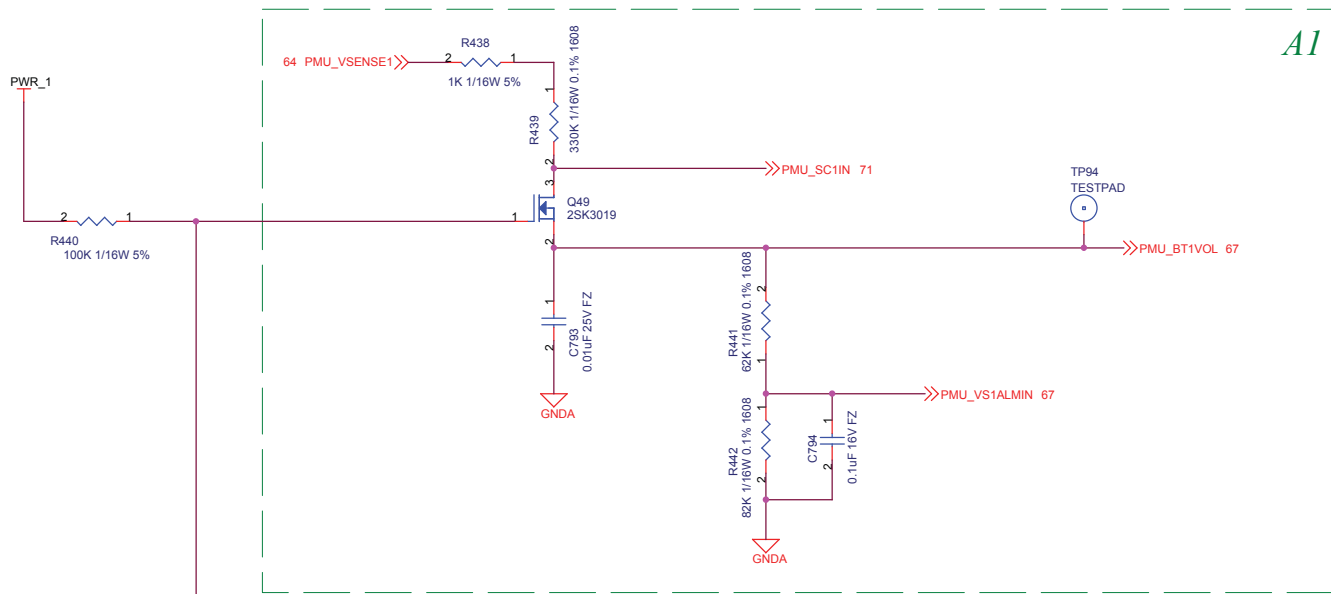 A1
R438
64 PMU_VSENSE1
2
1
1K 1/16W 5%
PWR_1
1
R439
330K 1/16W 0.1% 1608
2
PMU_SC1IN 71
TP94
TESTPAD
3
Q49
2SK3019
2
1
1
R440
100K 1/16W 5%
2
PMU_BT1VOL 67
1
C793
0.01uF 25V FZ
2
GNDA
2
R441
62K 1/16W 0.1% 1608
1
PMU_VS1ALMIN 67
1
R442
82K 1/16W 0.1% 1608
2
1
C794
0.1uF 16V FZ
2
GNDA